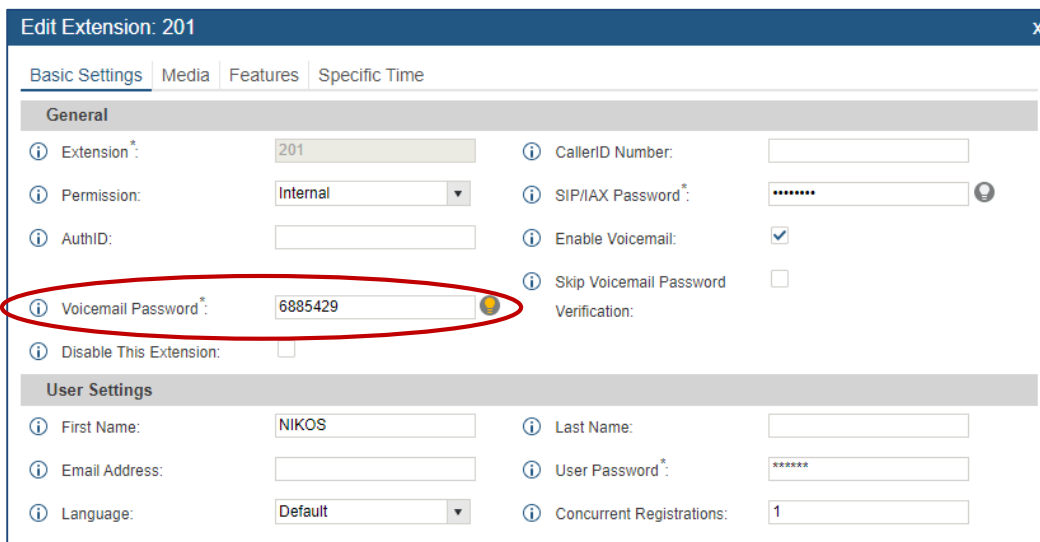 Edit Extension: 201 x
Basic Settings Media Features Specific Time
General
Extension*: 201 CallerID Number:
Permission: Internal SIP/IAX Password*: ••••••••
AuthID: Enable Voicemail:
Voicemail Password*: 6885429 Skip Voicemail Password
Verification:
Disable This Extension:
User Settings
First Name: NIKOS Last Name:
Email Address: User Password*: ******
Language: Default Concurrent Registrations: 1